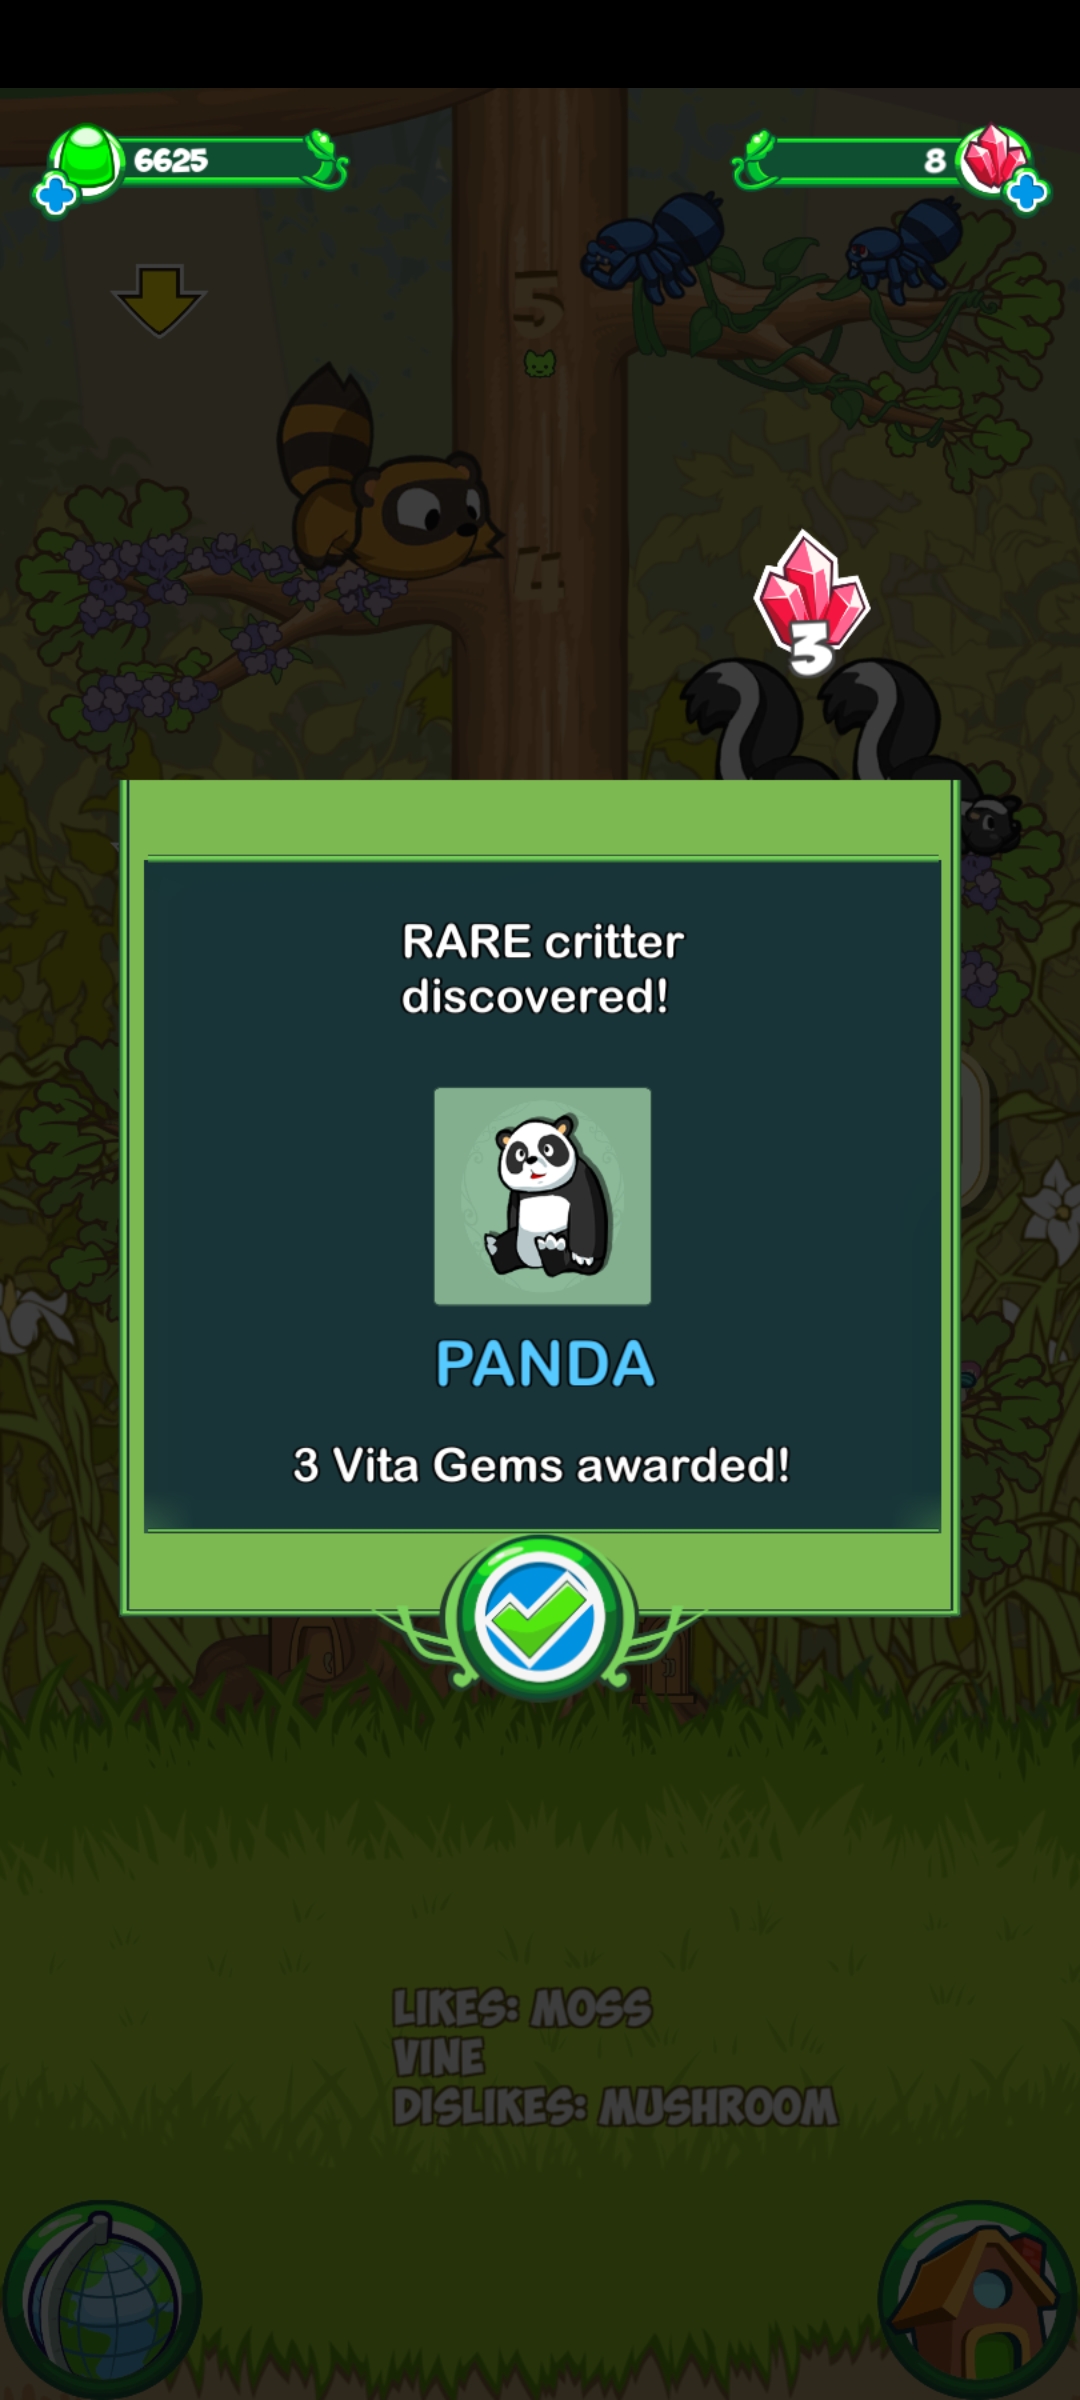 6625
8
5
4
3
RARE critter
discovered!
PANDA
3 Vita Gems awarded!
LIKES: MOSS
VINE
DISLIKES: MUSHROOM